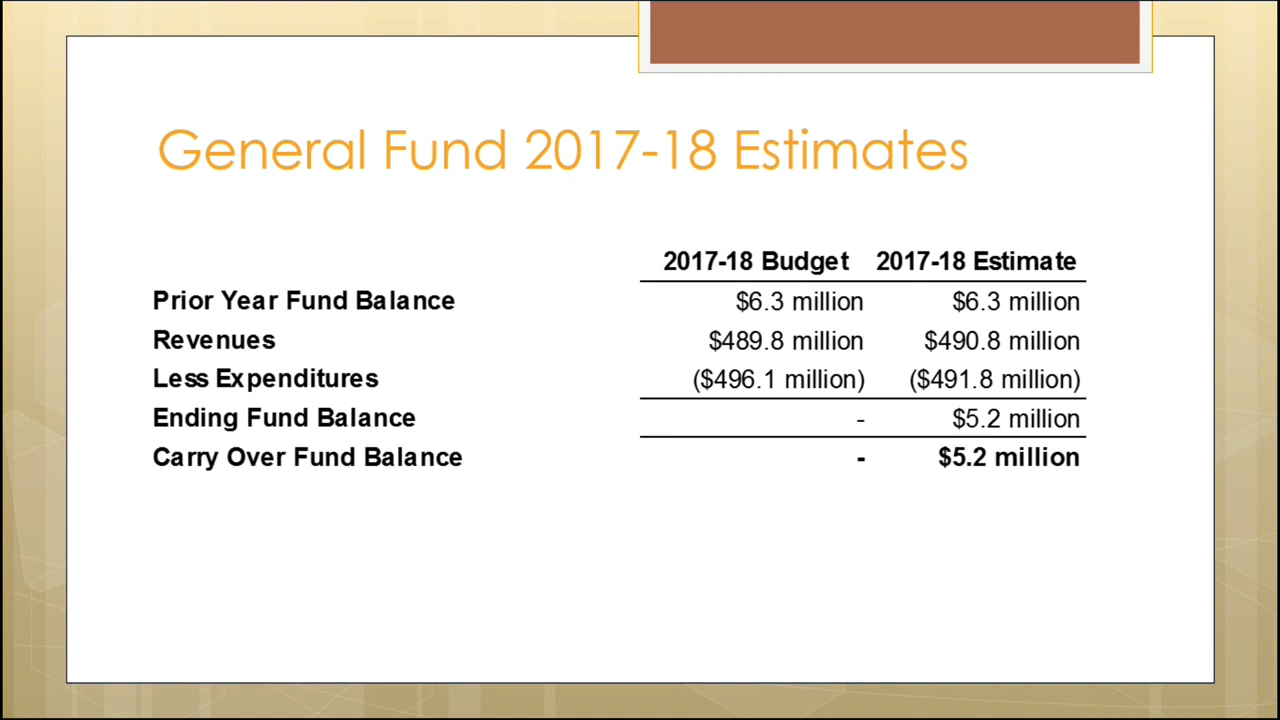 General Fund 2017-18 Estimates
2017-18 Budget 2017-18 Estimate
Prior Year Fund Balance $6.3 million $6.3 million
Revenues $489.8 million $490.8 million
Less Expenditures ($496.1 million) ($491.8 million)
Ending Fund Balance - $5.2 million
Carry Over Fund Balance - $5.2 million